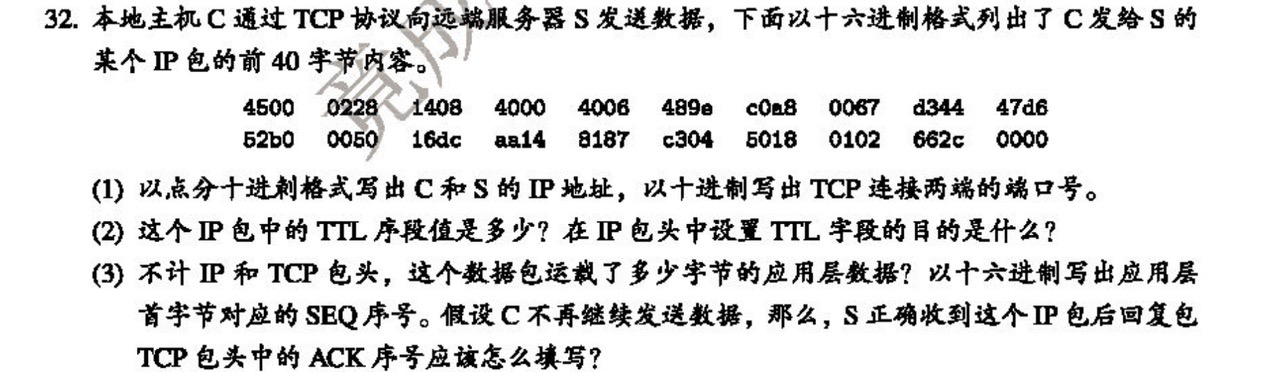 32. 本地主机 C 通过 TCP 协议向远端服务器 S 发送数据，下面以十六进制格式列出了 C 发给 S 的
某个 IP 包的前 40 字节内容。
4500 0228 1408 4000 4006 489e c0a8 0067 d344 47d6
52b0 0050 16dc aa14 8187 c304 5018 0102 662c 0000
(1) 以点分十进制格式写出 C 和 S 的 IP 地址，以十进制写出 TCP 连接两端的端口号。
(2) 这个 IP 包中的 TTL 序段值是多少？在 IP 包头中设置 TTL 字段的目的是什么？
(3) 不计 IP 和 TCP 包头，这个数据包运载了多少字节的应用层数据？以十六进制写出应用层
首字节对应的 SEQ 序号。假设 C 不再继续发送数据，那么，S 正确收到这个 IP 包后回复包
TCP 包头中的 ACK 序号应该怎么填写？